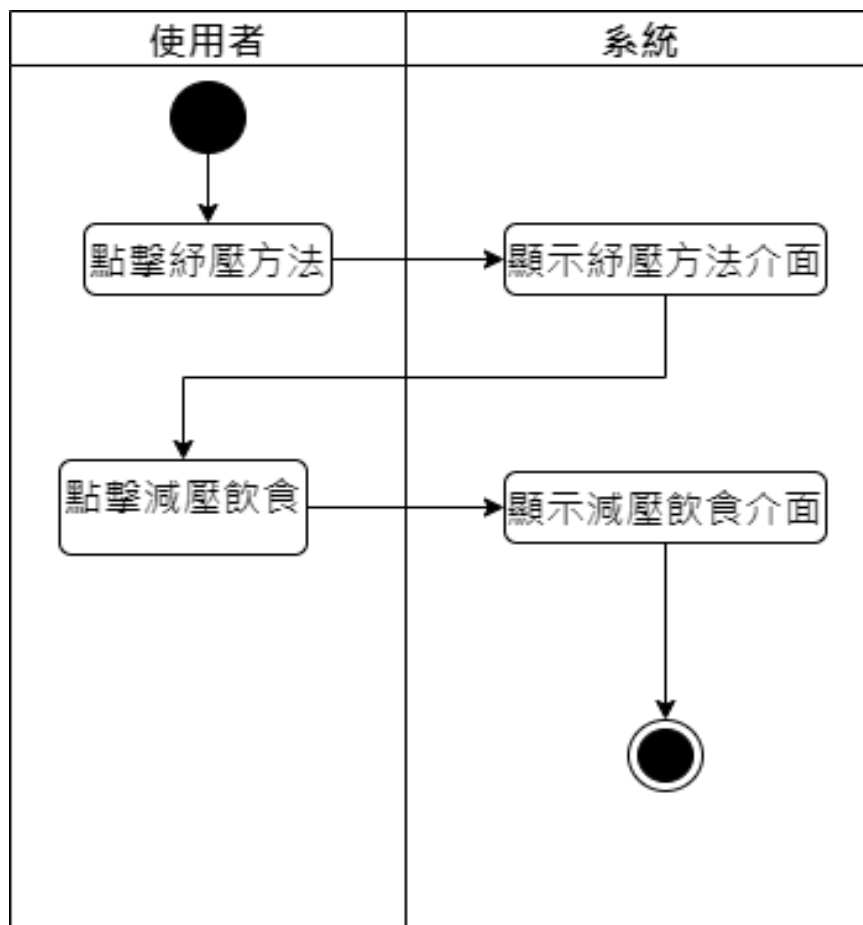 使用者
系統
點擊紓壓方法
顯示紓壓方法介面
點擊減壓飲食
顯示減壓飲食介面